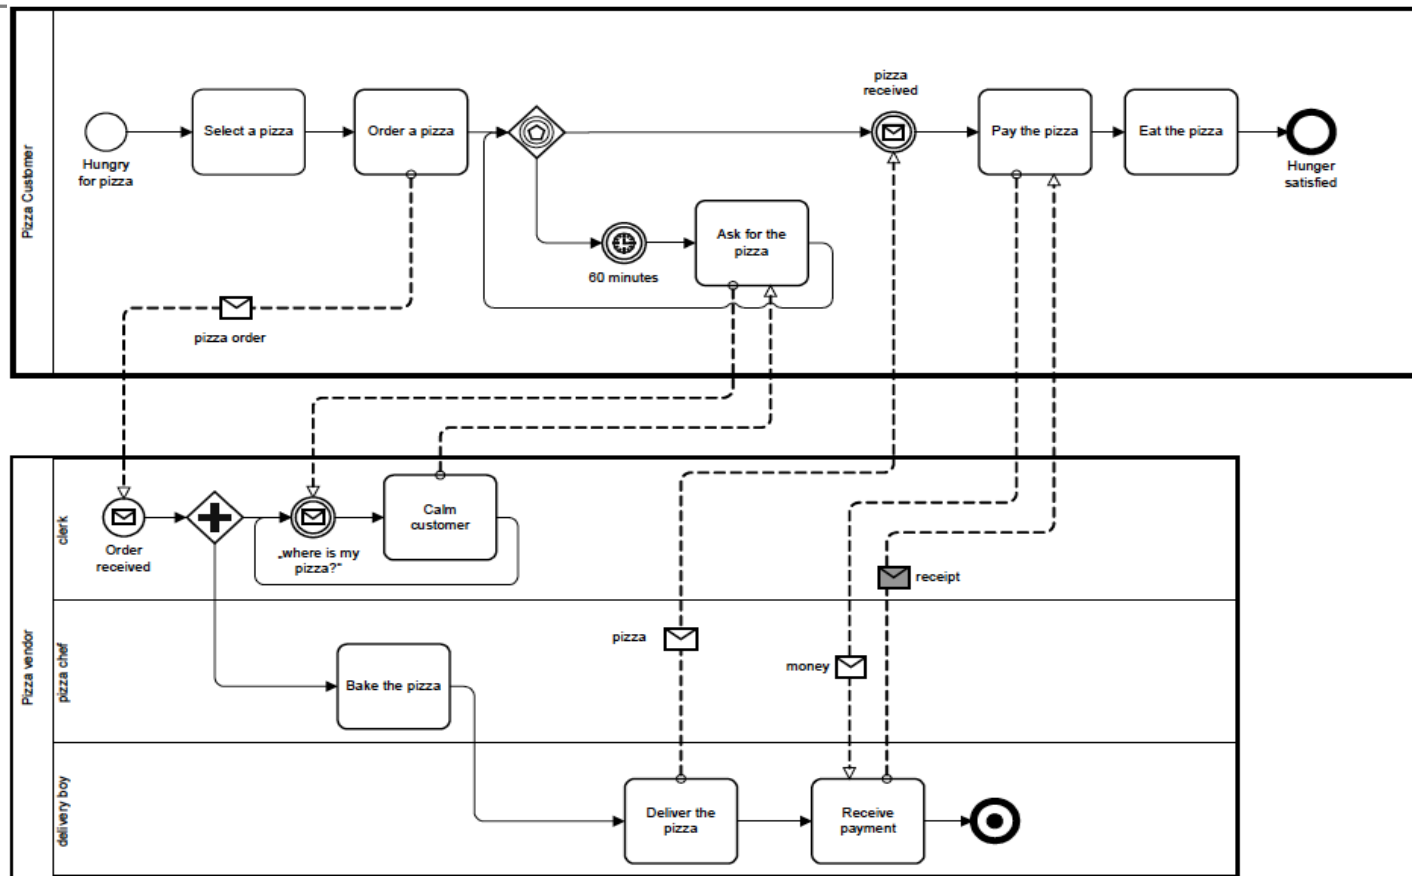 Pizza Customer
pizza
received
Select a pizza
Order a pizza
Pay the pizza
Eat the pizza
Hungry
for pizza
Hunger
satisfied
Ask for the
pizza
60 minutes
pizza order
Pizza vendor
clerk
Order
received
„where is my
pizza?“
Calm
customer
receipt
pizza chef
Bake the pizza
pizza
money
delivery boy
Deliver the
pizza
Receive
payment